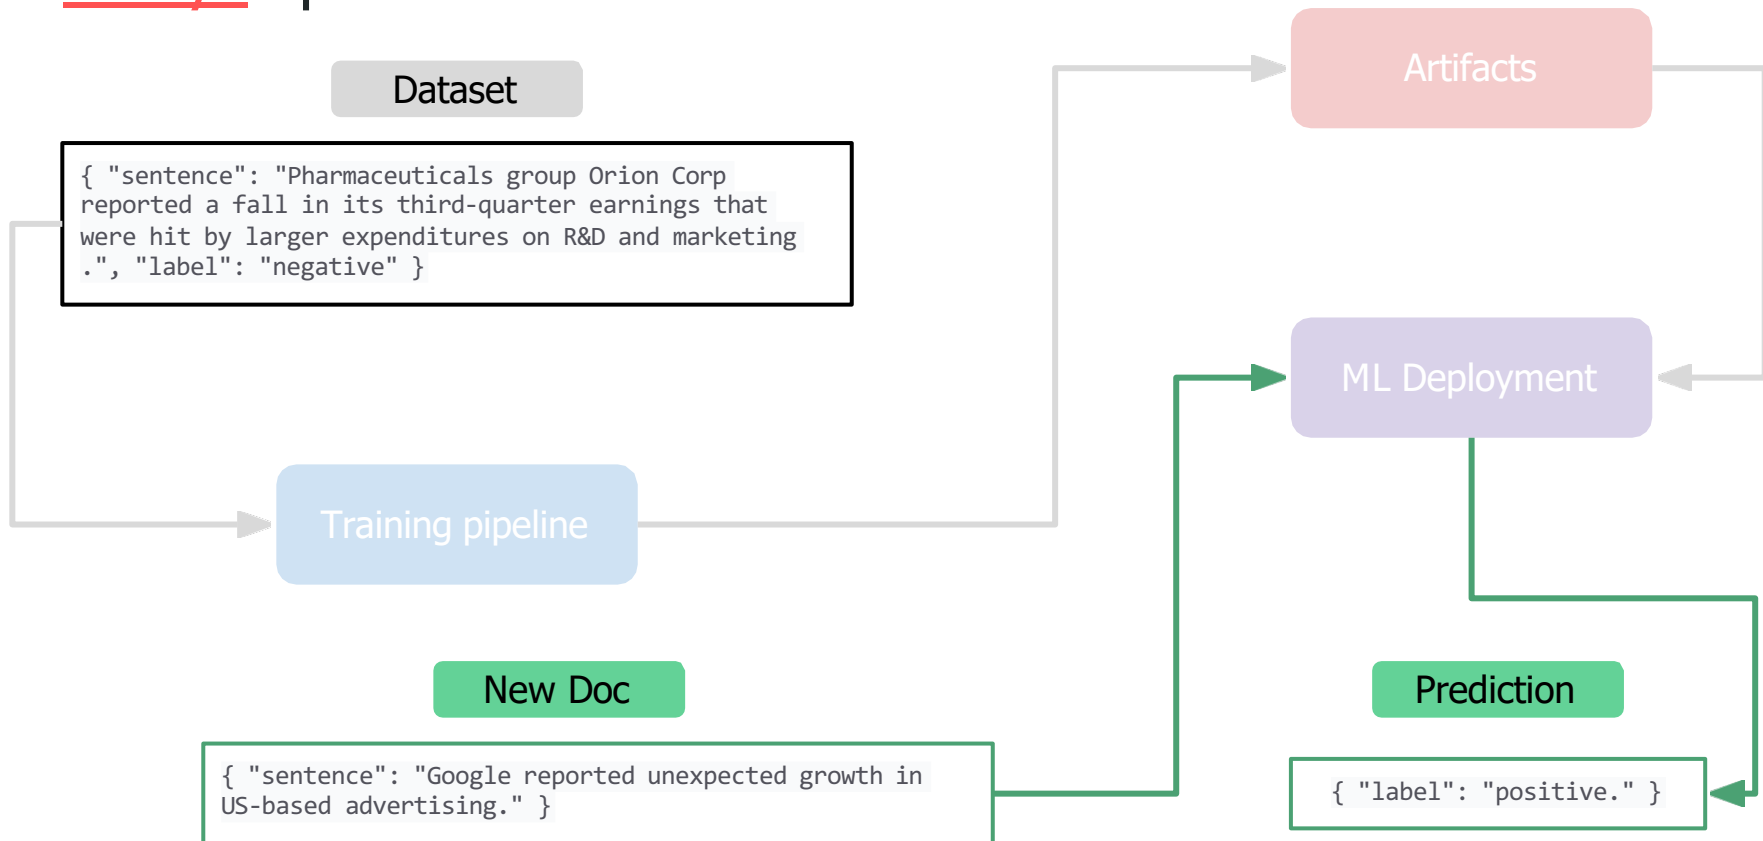 Dataset
Artifacts
{ "sentence": "Pharmaceuticals group Orion Corp
reported a fall in its third-quarter earnings that
were hit by larger expenditures on R&D and marketing
.", "label": "negative" }
ML Deployment
Training pipeline
New Doc
Prediction
{ "sentence": "Google reported unexpected growth in
US-based advertising." }
{ "label": "positive." }